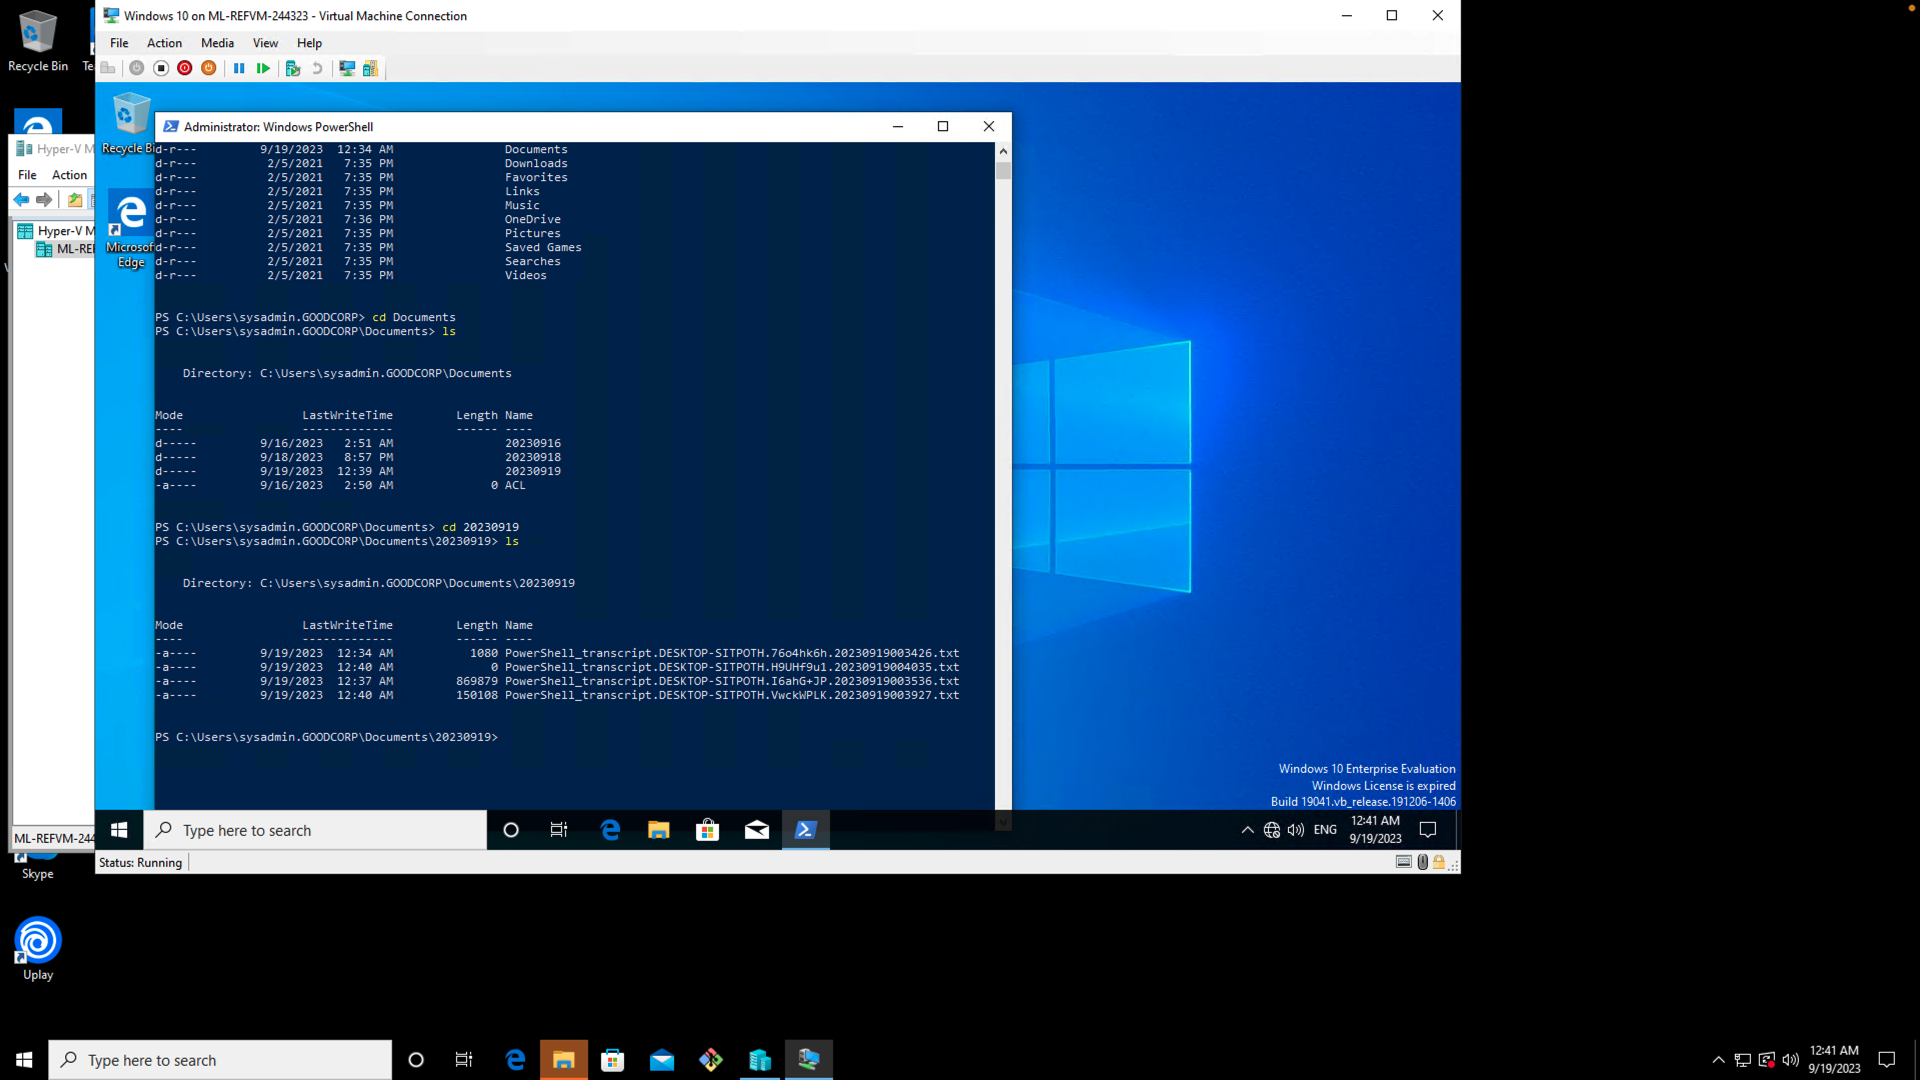 Windows 10 on ML-REFVM-244323 - Virtual Machine Connection
File Action Media View Help
Recycle Bin
Te
Recycle Bi
Microsof
Edge
Hyper-V M
File Action
Hyper-V M
ML-REF
Administrator: Windows PowerShell
d-r--- 9/19/2023 12:34 AM Documents
d-r--- 2/5/2021 7:35 PM Downloads
d-r--- 2/5/2021 7:35 PM Favorites
d-r--- 2/5/2021 7:35 PM Links
d-r--- 2/5/2021 7:35 PM Music
d-r--- 2/5/2021 7:36 PM OneDrive
d-r--- 2/5/2021 7:35 PM Pictures
d-r--- 2/5/2021 7:35 PM Saved Games
d-r--- 2/5/2021 7:35 PM Searches
d-r--- 2/5/2021 7:35 PM Videos
PS C:\Users\sysadmin.GOODCORP> cd Documents
PS C:\Users\sysadmin.GOODCORP\Documents> ls
Directory: C:\Users\sysadmin.GOODCORP\Documents
Mode LastWriteTime Length Name
---- ------------- ------ ----
d----- 9/16/2023 2:51 AM 20230916
d----- 9/18/2023 8:57 PM 20230918
d----- 9/19/2023 12:39 AM 20230919
-a---- 9/16/2023 2:50 AM 0 ACL
PS C:\Users\sysadmin.GOODCORP\Documents> cd 20230919
PS C:\Users\sysadmin.GOODCORP\Documents\20230919> ls
Directory: C:\Users\sysadmin.GOODCORP\Documents\20230919
Mode LastWriteTime Length Name
---- ------------- ------ ----
-a---- 9/19/2023 12:34 AM 1080 PowerShell_transcript.DESKTOP-SITPOTH.76o4hk6h.20230919003426.txt
-a---- 9/19/2023 12:40 AM 0 PowerShell_transcript.DESKTOP-SITPOTH.H9UHf9u1.20230919004035.txt
-a---- 9/19/2023 12:37 AM 869879 PowerShell_transcript.DESKTOP-SITPOTH.I6ahG+JP.20230919003536.txt
-a---- 9/19/2023 12:40 AM 150108 PowerShell_transcript.DESKTOP-SITPOTH.VwckWPLK.20230919003927.txt
PS C:\Users\sysadmin.GOODCORP\Documents\20230919>
Windows 10 Enterprise Evaluation
Windows License is expired
Build 19041.vb_release.191206-1406
Type here to search
ENG
12:41 AM
9/19/2023
ML-REFVM-244
Status: Running
Skype
Uplay
Type here to search
12:41 AM
9/19/2023